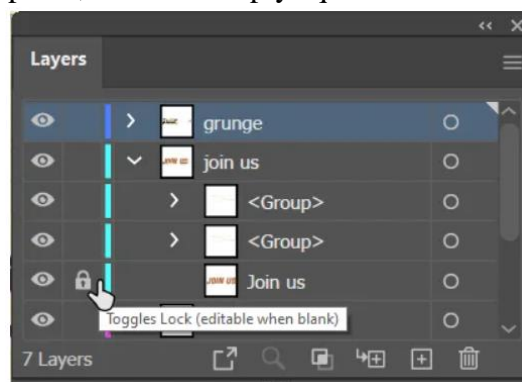 Layers
grunge
join us
<Group>
<Group>
Join us
Toggles Lock (editable when blank)
7 Layers